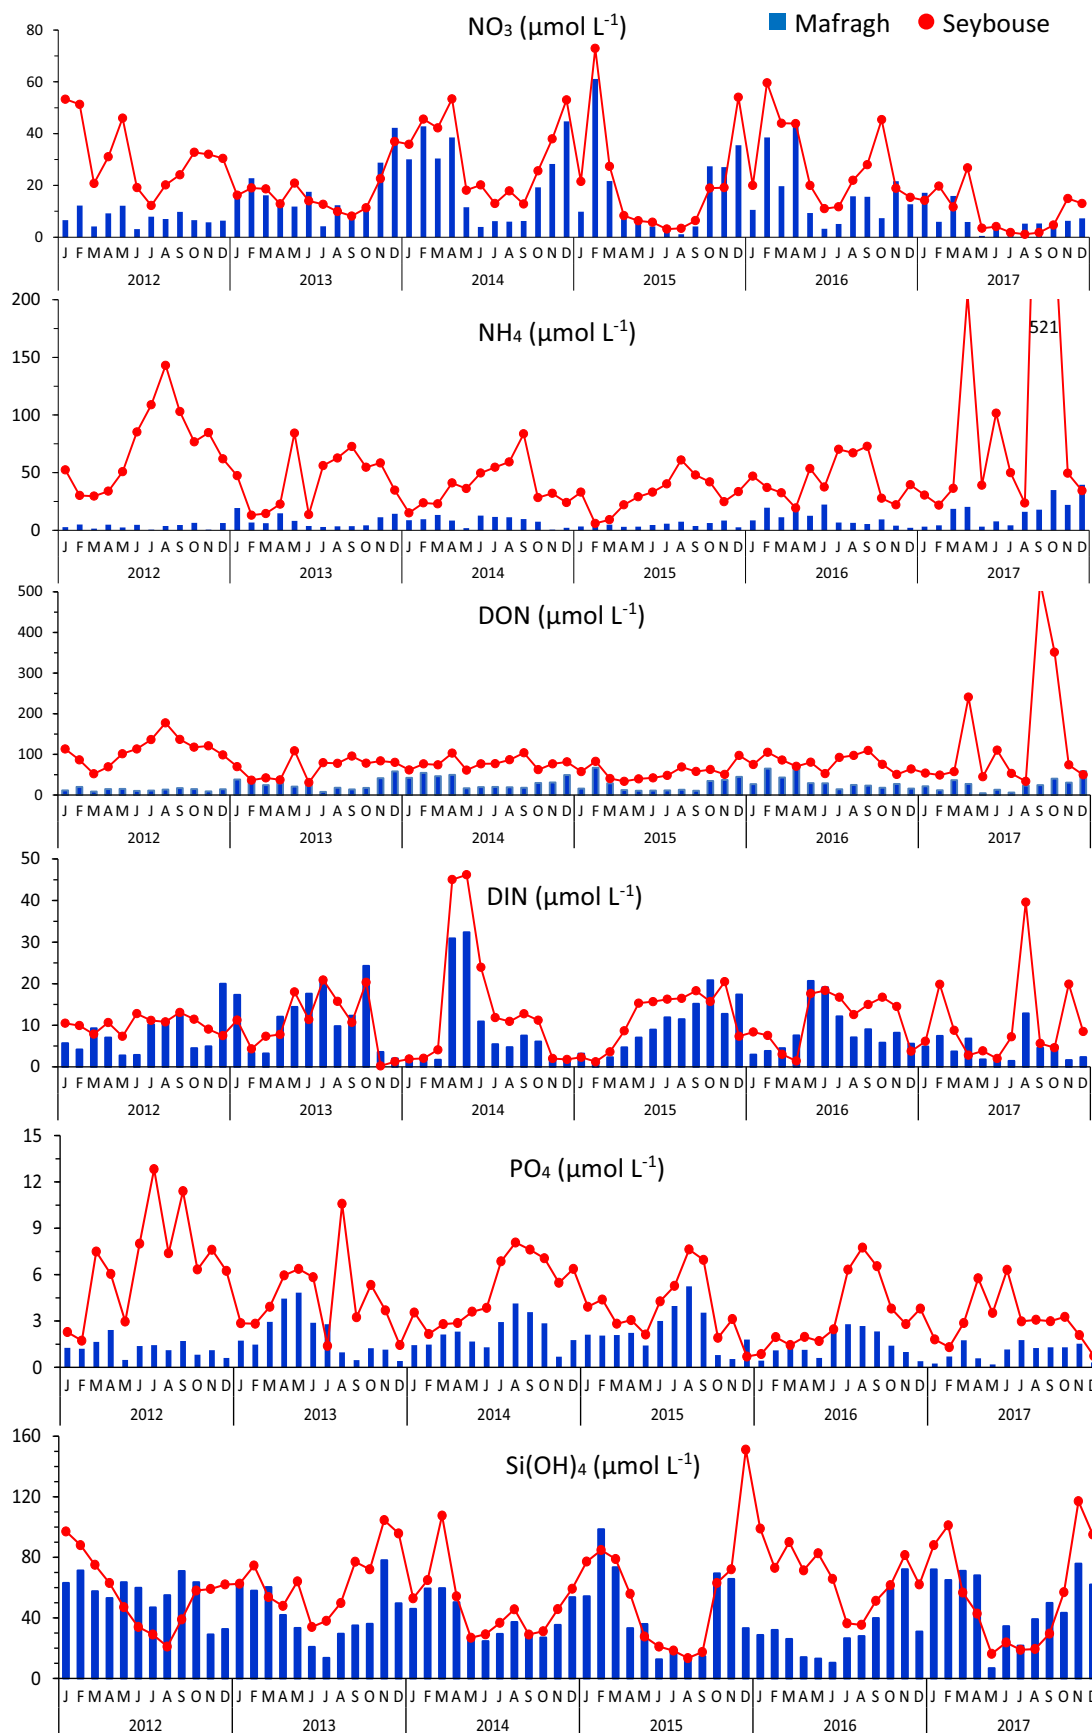 NO₃ (µmol L⁻¹)
Mafragh Seybouse
80
60
40
20
0
J F M A M J J A S O N D J F M A M J J A S O N D J F M A M J J A S O N D J F M A M J J A S O N D J F M A M J J A S O N D J F M A M J J A S O N D
2012 2013 2014 2015 2016 2017
NH₄ (µmol L⁻¹)
521
200
150
100
50
0
J F M A M J J A S O N D J F M A M J J A S O N D J F M A M J J A S O N D J F M A M J J A S O N D J F M A M J J A S O N D J F M A M J J A S O N D
2012 2013 2014 2015 2016 2017
DON (µmol L⁻¹)
500
400
300
200
100
0
J F M A M J J A S O N D J F M A M J J A S O N D J F M A M J J A S O N D J F M A M J J A S O N D J F M A M J J A S O N D J F M A M J J A S O N D
2012 2013 2014 2015 2016 2017
DIN (µmol L⁻¹)
50
40
30
20
10
0
J F M A M J J A S O N D J F M A M J J A S O N D J F M A M J J A S O N D J F M A M J J A S O N D J F M A M J J A S O N D J F M A M J J A S O N D
2012 2013 2014 2015 2016 2017
PO₄ (µmol L⁻¹)
15
12
9
6
3
0
J F M A M J J A S O N D J F M A M J J A S O N D J F M A M J J A S O N D J F M A M J J A S O N D J F M A M J J A S O N D J F M A M J J A S O N D
2012 2013 2014 2015 2016 2017
Si(OH)₄ (µmol L⁻¹)
160
120
80
40
0
J F M A M J J A S O N D J F M A M J J A S O N D J F M A M J J A S O N D J F M A M J J A S O N D J F M A M J J A S O N D J F M A M J J A S O N D
2012 2013 2014 2015 2016 2017